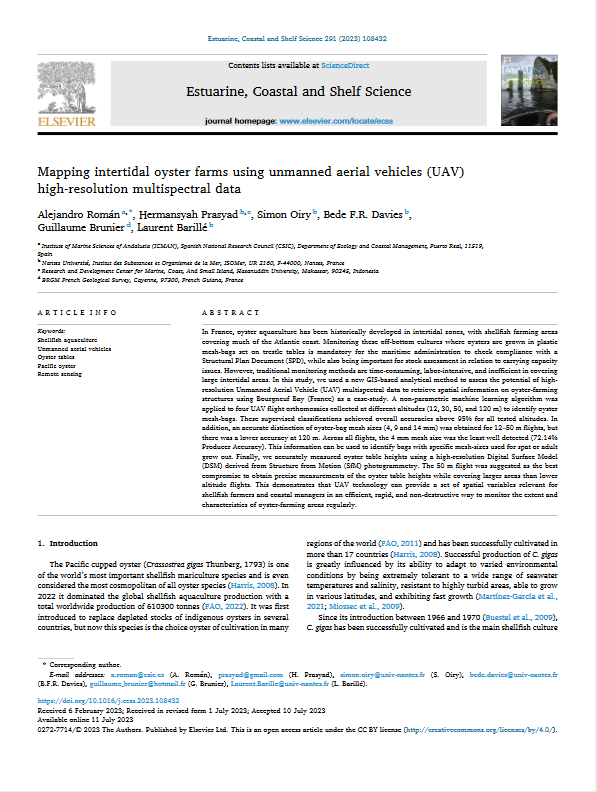 Estuarine, Coastal and Shelf Science 291 (2023) 108432
Contents lists available at ScienceDirect
Estuarine, Coastal and Shelf Science
ELSEVIER
journal homepage: www.elsevier.com/locate/ecss
Mapping intertidal oyster farms using unmanned aerial vehicles (UAV)
high-resolution multispectral data
Alejandro Román a,*, Hermansyah Prasyad b,c, Simon Oiry b, Bede F.R. Davies b,
Guillaume Brunier d, Laurent Barillé b
a Institute of Marine Sciences of Andalusia (ICMAN), Spanish National Research Council (CSIC), Department of Ecology and Coastal Management, Puerto Real, 11519,
Spain
b Nantes Université, Institut des Substances et Organismes de la Mer, ISOMer, UR 2160, F-44000, Nantes, France
c Research and Development Center for Marine, Coast, And Small Island, Hasanuddin University, Makassar, 90245, Indonesia
d BRGM French Geological Survey, Cayenne, 97300, French Guiana, France
ARTICLE INFO
Keywords:
Shellfish aquaculture
Unmanned aerial vehicles
Oyster tables
Pacific oyster
Remote sensing
ABSTRACT
In France, oyster aquaculture has been historically developed in intertidal zones, with shellfish farming areas
covering much of the Atlantic coast. Monitoring these off-bottom cultures where oysters are grown in plastic
mesh-bags set on trestle tables is mandatory for the maritime administration to check compliance with a
Structural Plan Document (SPD), while also being important for stock assessment in relation to carrying capacity
issues. However, traditional monitoring methods are time-consuming, labor-intensive, and inefficient in covering
large intertidal areas. In this study, we used a new GIS-based analytical method to assess the potential of high-
resolution Unmanned Aerial Vehicle (UAV) multispectral data to retrieve spatial information on oyster-farming
structures using Bourgneuf Bay (France) as a case-study. A non-parametric machine learning algorithm was
applied to four UAV flight orthomosaics collected at different altitudes (12, 30, 50, and 120 m) to identify oyster
mesh-bags. These supervised classifications achieved overall accuracies above 95% for all tested altitudes. In
addition, an accurate distinction of oyster-bag mesh sizes (4, 9 and 14 mm) was obtained for 12–50 m flights, but
there was a lower accuracy at 120 m. Across all flights, the 4 mm mesh size was the least well detected (72.14%
Producer Accuracy). This information can be used to identify bags with specific mesh-sizes used for spat or adult
grow out. Finally, we accurately measured oyster table heights using a high-resolution Digital Surface Model
(DSM) derived from Structure from Motion (SfM) photogrammetry. The 50 m flight was suggested as the best
compromise to obtain precise measurements of the oyster table heights while covering larger areas than lower
altitude flights. This demonstrates that UAV technology can provide a set of spatial variables relevant for
shellfish farmers and coastal managers in an efficient, rapid, and non-destructive way to monitor the extent and
characteristics of oyster-farming areas regularly.
1. Introduction
The Pacific cupped oyster (Crassostrea gigas Thunberg, 1793) is one
of the world's most important shellfish mariculture species and is even
considered the most cosmopolitan of all oyster species (Harris, 2008). In
2022 it dominated the global shellfish aquaculture production with a
total worldwide production of 610300 tonnes (FAO, 2022). It was first
introduced to replace depleted stocks of indigenous oysters in several
countries, but now this species is the choice oyster of cultivation in many
regions of the world (FAO, 2011) and has been successfully cultivated in
more than 17 countries (Harris, 2008). Successful production of C. gigas
is greatly influenced by its ability to adapt to varied environmental
conditions by being extremely tolerant to a wide range of seawater
temperatures and salinity, resistant to highly turbid areas, able to grow
in various latitudes, and exhibiting fast growth (Martínez-García et al.,
2021; Miossec et al., 2009).
Since its introduction between 1966 and 1970 (Buestel et al., 2009),
C. gigas has been successfully cultivated and is the main shellfish culture
* Corresponding author.
E-mail addresses: a.roman@csic.es (A. Román), prasyad@gmail.com (H. Prasyad), simon.oiry@univ-nantes.fr (S. Oiry), bede.davies@univ-nantes.fr
(B.F.R. Davies), guillaume_brunier@hotmail.fr (G. Brunier), Laurent.Barille@univ-nantes.fr (L. Barillé).
https://doi.org/10.1016/j.ecss.2023.108432
Received 6 February 2023; Received in revised form 1 July 2023; Accepted 10 July 2023
Available online 11 July 2023
0272-7714/© 2023 The Authors. Published by Elsevier Ltd. This is an open access article under the CC BY license (http://creativecommons.org/licenses/by/4.0/).